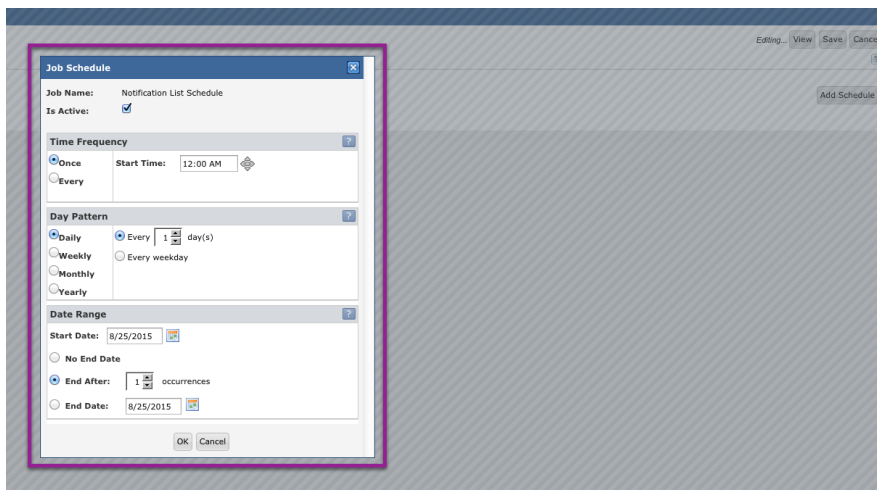 Editing... View Save Cance
Job Schedule
Job Name: Notification List Schedule
Is Active:
Add Schedule
Time Frequency ?
Once Start Time: 12:00 AM
Every
Day Pattern ?
Daily Every 1 day(s)
Weekly Every weekday
Monthly
Yearly
Date Range ?
Start Date: 8/25/2015
No End Date
End After: 1 occurrences
End Date: 8/25/2015
OK Cancel